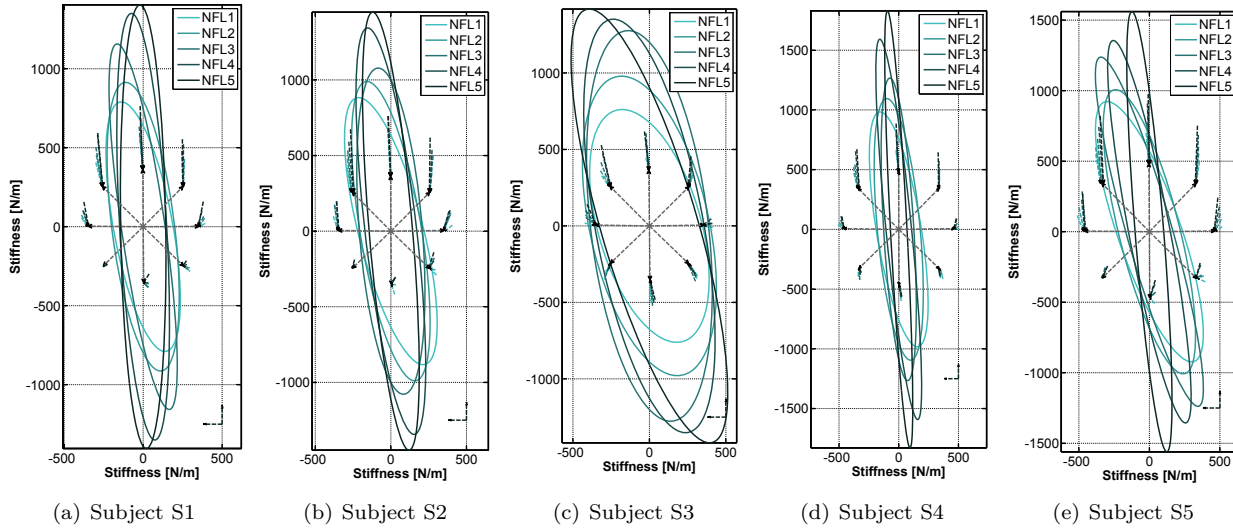 NFL1
NFL2
NFL3
NFL4
NFL5
Stiffness [N/m]
1000
500
0
-500
-1000
-500 0 500
Stiffness [N/m]
(a) Subject S1
NFL1
NFL2
NFL3
NFL4
NFL5
Stiffness [N/m]
1000
500
0
-500
-1000
-500 0 500
Stiffness [N/m]
(b) Subject S2
NFL1
NFL2
NFL3
NFL4
NFL5
Stiffness [N/m]
1000
500
0
-500
-1000
-500 0 500
Stiffness [N/m]
(c) Subject S3
NFL1
NFL2
NFL3
NFL4
NFL5
Stiffness [N/m]
1500
1000
500
0
-500
-1000
-1500
-500 0 500
Stiffness [N/m]
(d) Subject S4
NFL1
NFL2
NFL3
NFL4
NFL5
Stiffness [N/m]
1500
1000
500
0
-500
-1000
-1500
-500 0 500
Stiffness [N/m]
(e) Subject S5